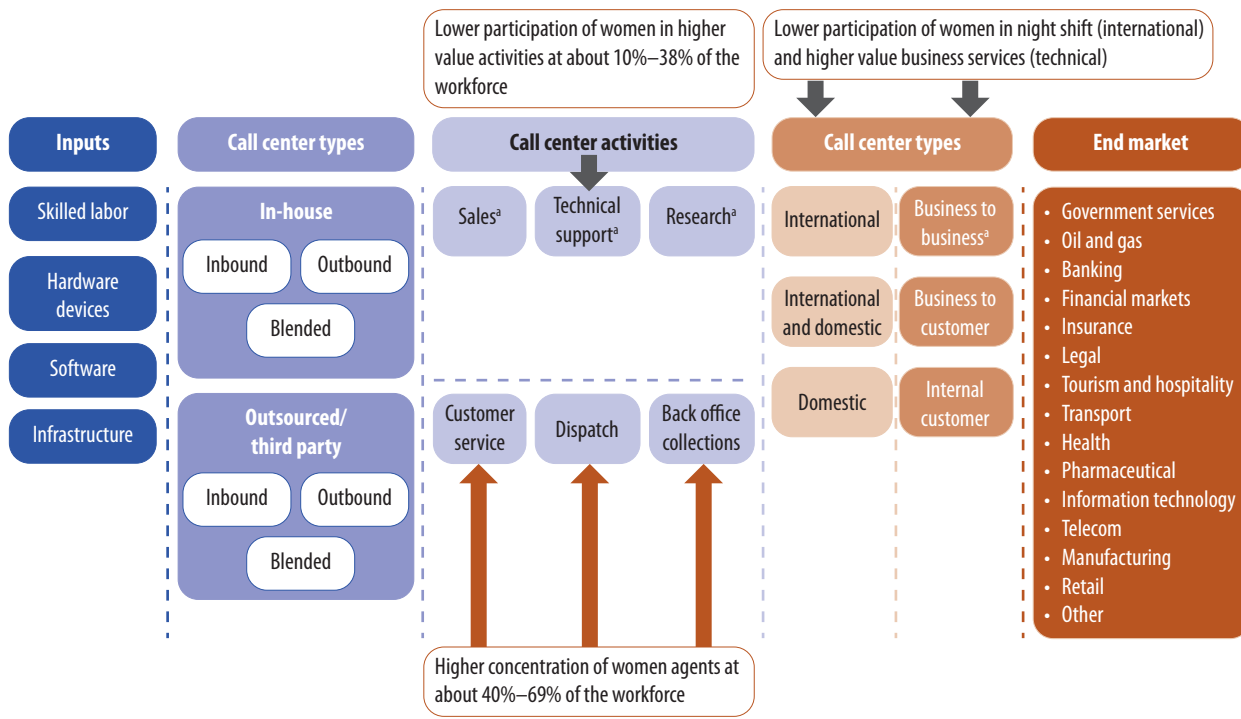 Lower participation of women in higher
value activities at about 10%–38% of the
workforce
Lower participation of women in night shift (international)
and higher value business services (technical)
Inputs
Call center types
Call center activities
Call center types
End market
Skilled labor
Hardware
devices
Software
Infrastructure
In-house
Inbound
Outbound
Blended
Outsourced/
third party
Inbound
Outbound
Blended
Salesᵃ
Technical
supportᵃ
Researchᵃ
Customer
service
Dispatch
Back office
collections
International
International
and domestic
Domestic
Business to
businessᵃ
Business to
customer
Internal
customer
• Government services
• Oil and gas
• Banking
• Financial markets
• Insurance
• Legal
• Tourism and hospitality
• Transport
• Health
• Pharmaceutical
• Information technology
• Telecom
• Manufacturing
• Retail
• Other
Higher concentration of women agents at
about 40%–69% of the workforce